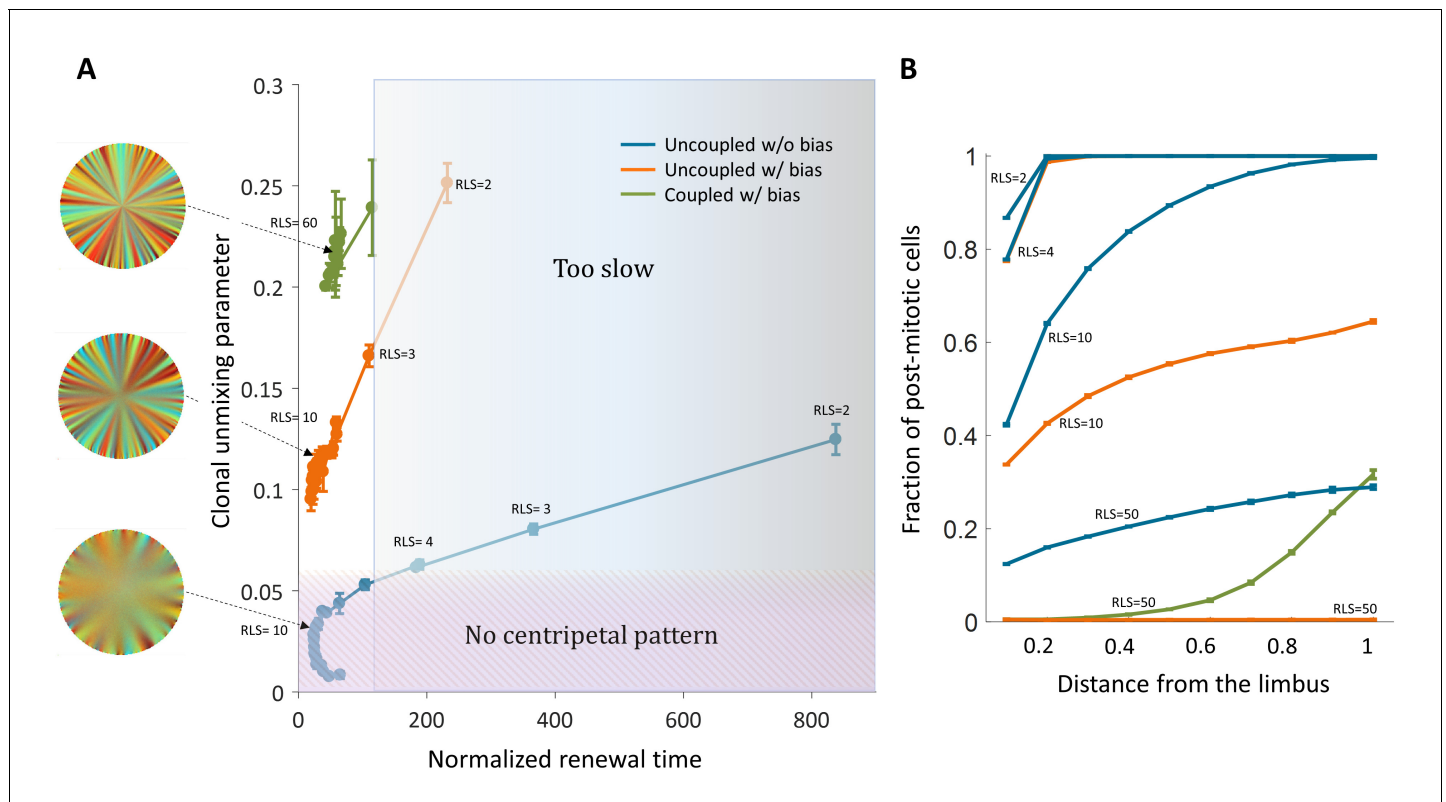 A
B
0.3
0.25
0.2
0.15
0.1
0.05
0
Clonal unmixing parameter
0
200
400
600
800
Normalized renewal time
Uncoupled w/o bias
Uncoupled w/ bias
Coupled w/ bias
RLS= 60
RLS=2
Too slow
RLS=3
RLS= 10
RLS=2
RLS= 3
RLS= 4
RLS= 10
No centripetal pattern
1
0.8
0.6
0.4
0.2
0
Fraction of post-mitotic cells
RLS=2
RLS=4
RLS=10
RLS=10
RLS=50
RLS=50
RLS=50
0.2
0.4
0.6
0.8
1
Distance from the limbus